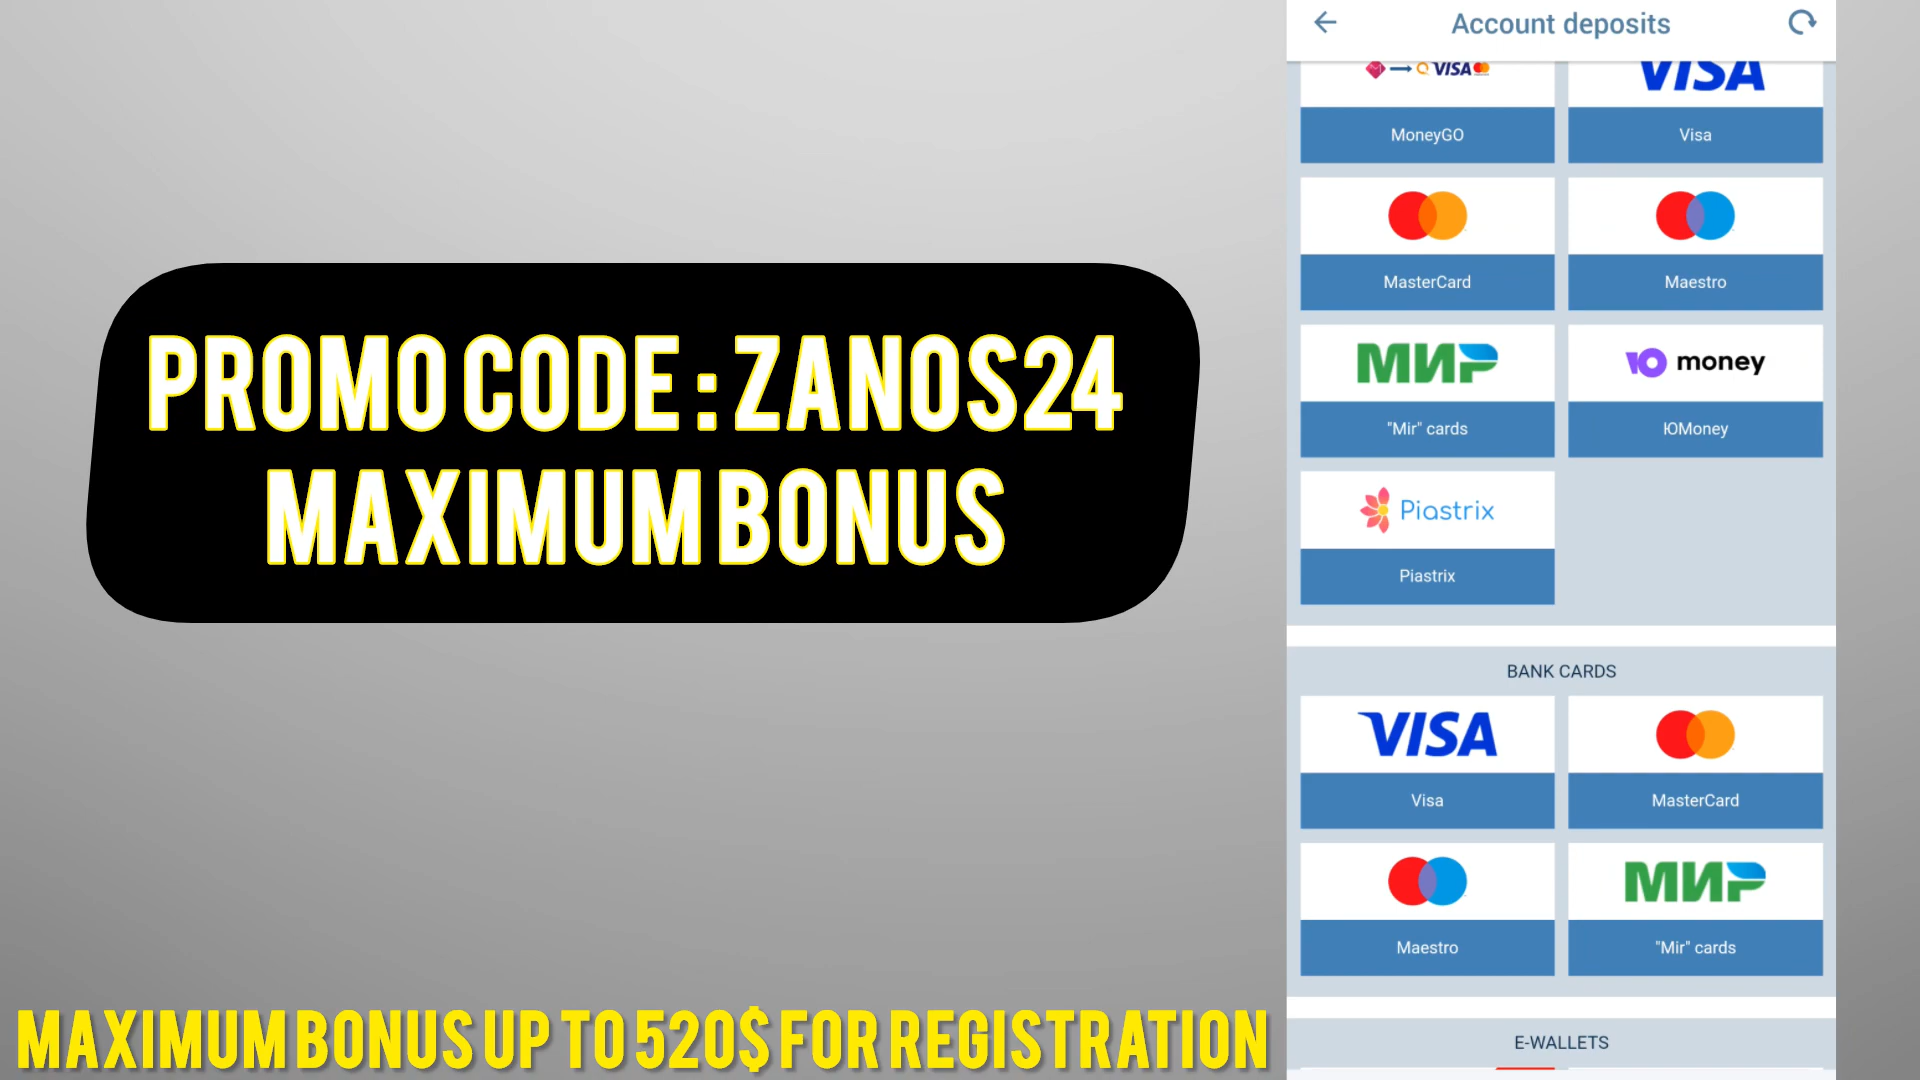 PROMO CODE : ZANOS24
MAXIMUM BONUS
MAXIMUM BONUS UP TO 520$ FOR REGISTRATION
Account deposits
VISA
VISA
MoneyGO
Visa
MasterCard
Maestro
МИР
Ю money
"Mir" cards
ЮMoney
Piastrix
Piastrix
BANK CARDS
VISA
Visa
MasterCard
МИР
Maestro
"Mir" cards
E-WALLETS